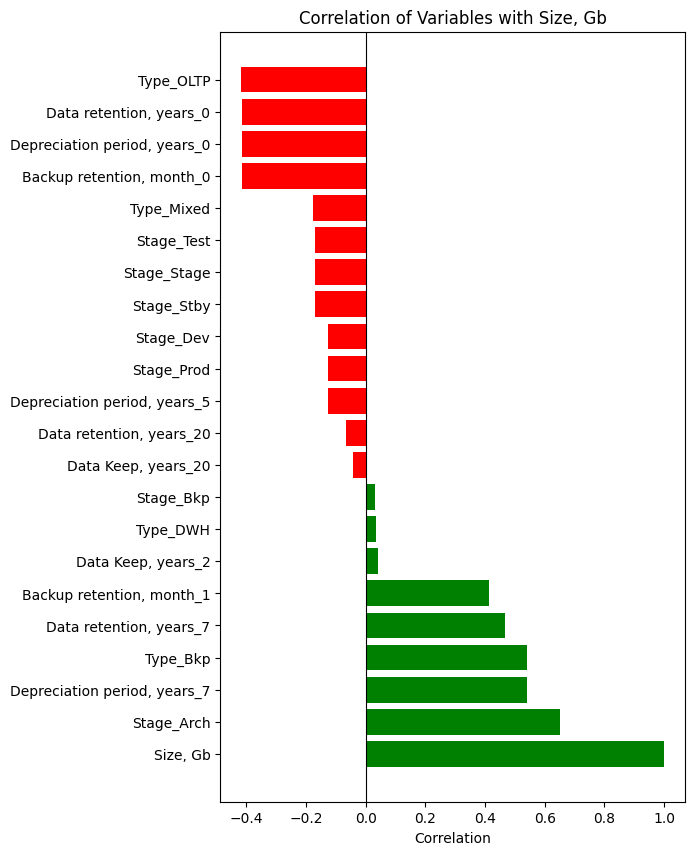 Correlation of Variables with Size, Gb
Type_OLTP
Data retention, years_0
Depreciation period, years_0
Backup retention, month_0
Type_Mixed
Stage_Test
Stage_Stage
Stage_Stby
Stage_Dev
Stage_Prod
Depreciation period, years_5
Data retention, years_20
Data Keep, years_20
Stage_Bkp
Type_DWH
Data Keep, years_2
Backup retention, month_1
Data retention, years_7
Type_Bkp
Depreciation period, years_7
Stage_Arch
Size, Gb
−0.4 −0.2 0.0 0.2 0.4 0.6 0.8 1.0
Correlation